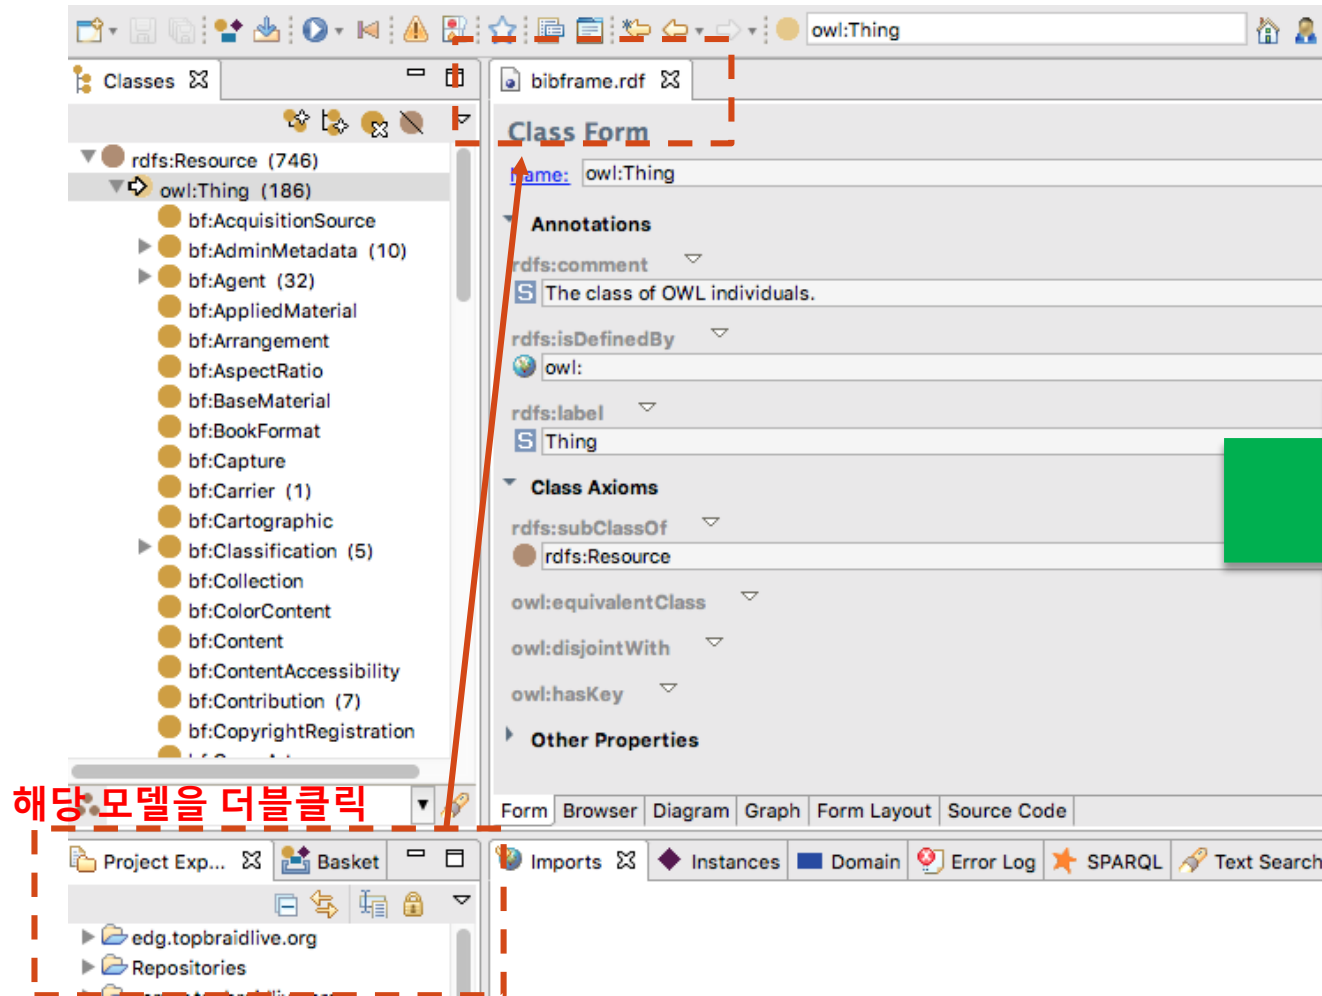 owl:Thing
Classes
bibframe.rdf
Class Form
Name: owl:Thing
rdfs:Resource (746)
owl:Thing (186)
bf:AcquisitionSource
bf:AdminMetadata (10)
bf:Agent (32)
bf:AppliedMaterial
bf:Arrangement
bf:AspectRatio
bf:BaseMaterial
bf:BookFormat
bf:Capture
bf:Carrier (1)
bf:Cartographic
bf:Classification (5)
bf:Collection
bf:ColorContent
bf:Content
bf:ContentAccessibility
bf:Contribution (7)
bf:CopyrightRegistration
Annotations
rdfs:comment
S The class of OWL individuals.
rdfs:isDefinedBy
owl:
rdfs:label
S Thing
Class Axioms
rdfs:subClassOf
rdfs:Resource
owl:equivalentClass
owl:disjointWith
owl:hasKey
Other Properties
해당 모델을 더블클릭
Form Browser Diagram Graph Form Layout Source Code
Project Exp... Basket
Imports Instances Domain Error Log SPARQL Text Search
edg.topbraidlive.org
Repositories